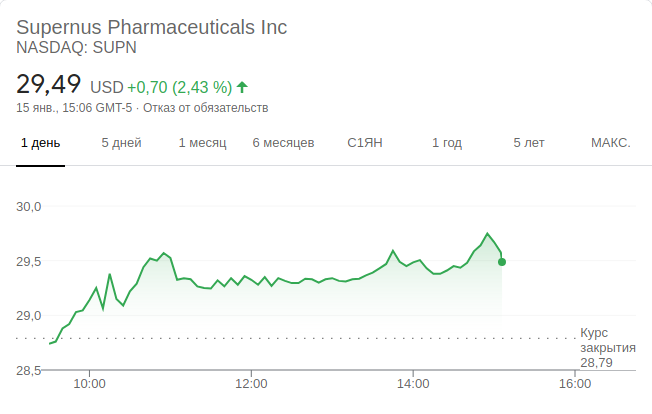 Supernus Pharmaceuticals Inc
NASDAQ: SUPN
29,49 USD +0,70 (2,43 %)
15 янв., 15:06 GMT-5 · Отказ от обязательств
1 день 5 дней 1 месяц 6 месяцев С1ЯН 1 год 5 лет МАКС.
30,0
29,5
29,0
28,5
Курс
закрытия
28,79
10:00 12:00 14:00 16:00